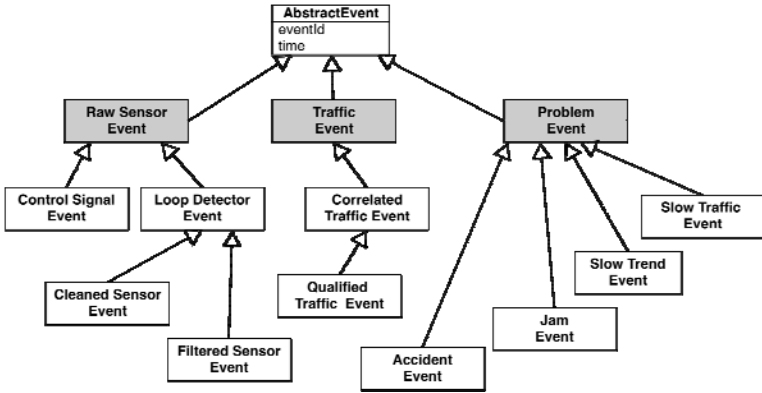 AbstractEvent
eventId
time
Raw Sensor
Event
Traffic
Event
Problem
Event
Control Signal
Event
Loop Detector
Event
Correlated
Traffic Event
Slow Traffic
Event
Slow Trend
Event
Cleaned Sensor
Event
Qualified
Traffic Event
Jam
Event
Filtered Sensor
Event
Accident
Event